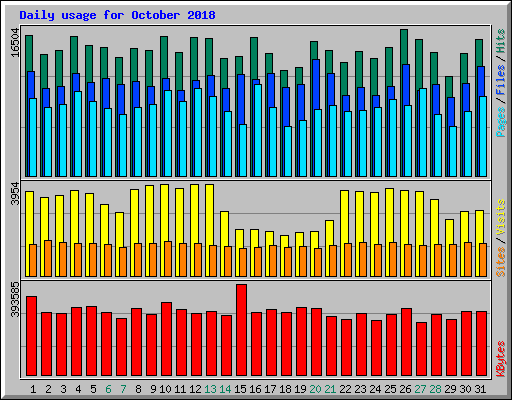 Daily usage for October 2018
16504
Pages / Files / Hits
3954
Sites / Visits
393585
KBytes
1 2 3 4 5 6 7 8 9 10 11 12 13 14 15 16 17 18 19 20 21 22 23 24 25 26 27 28 29 30 31